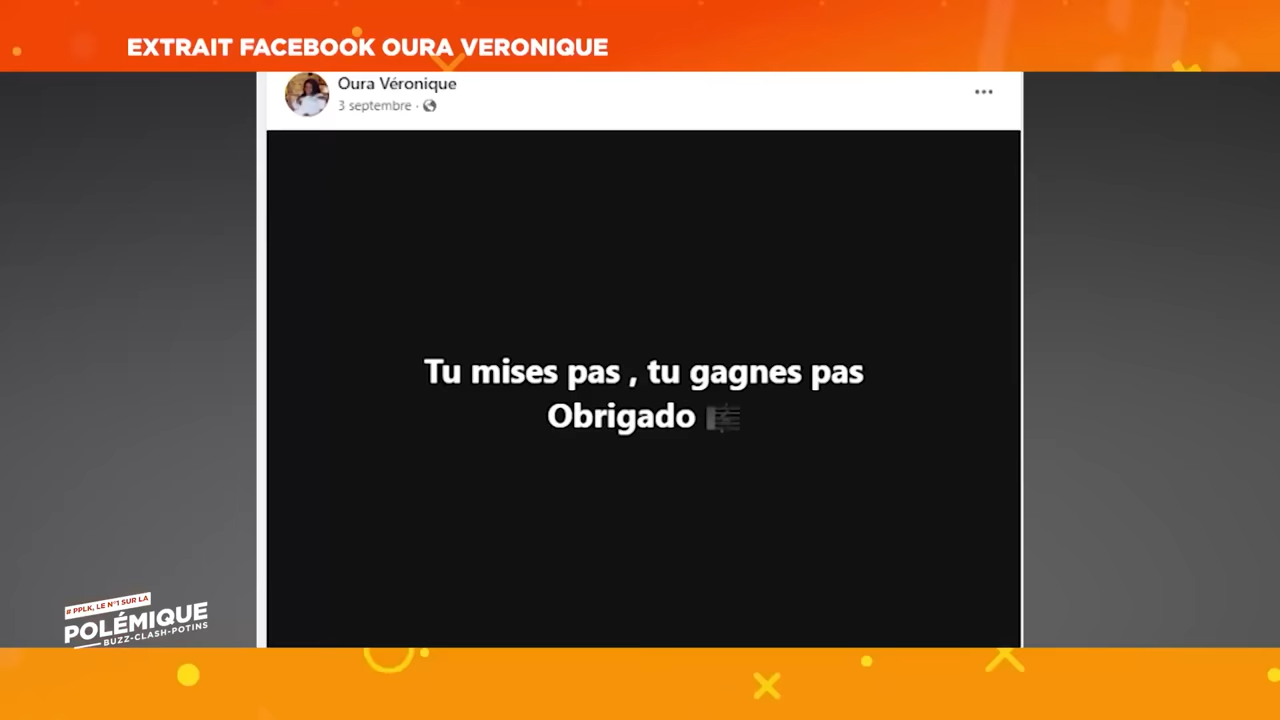 EXTRAIT FACEBOOK OURA VERONIQUE
Oura Véronique
3 septembre ·
Tu mises pas , tu gagnes pas
Obrigado
# PPLK, LE N°1 SUR LA
POLÉMIQUE
BUZZ-CLASH-POTINS